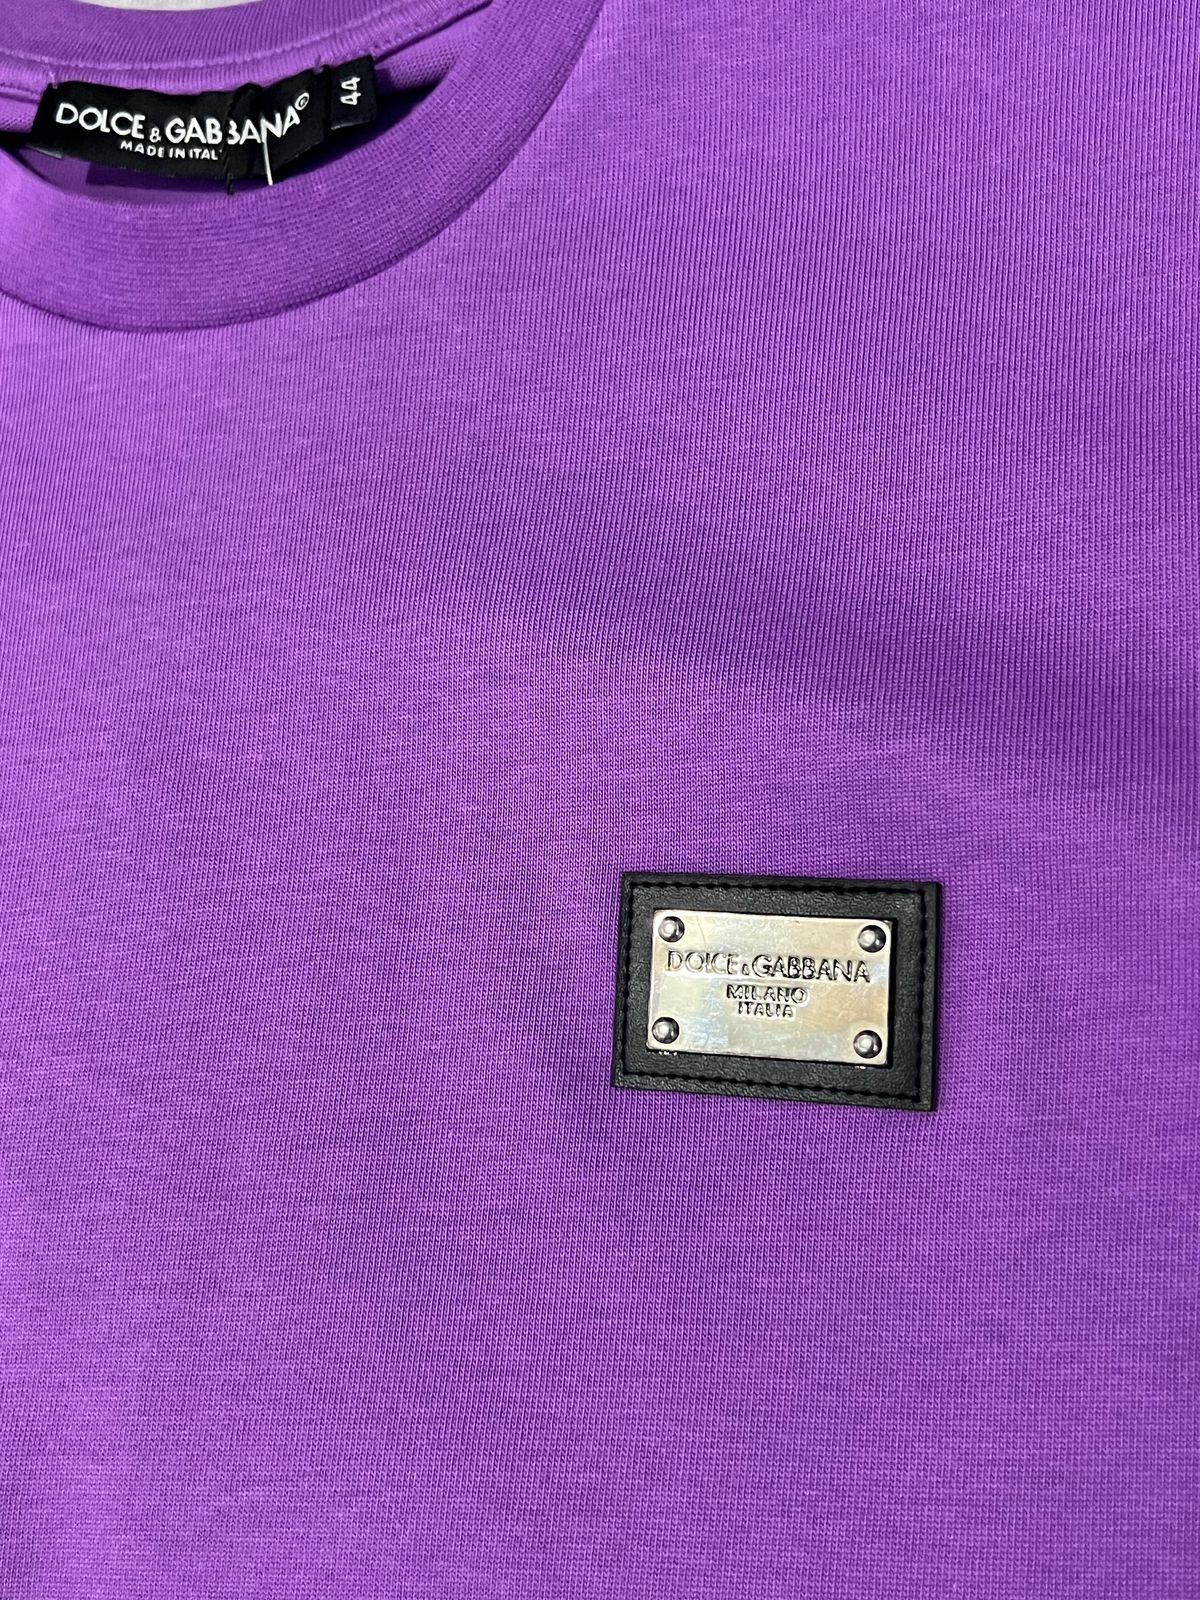 DOLCE & GABBANA®
MADE IN ITAL
44
DOLCE & GABBANA
MILANO
ITALIA